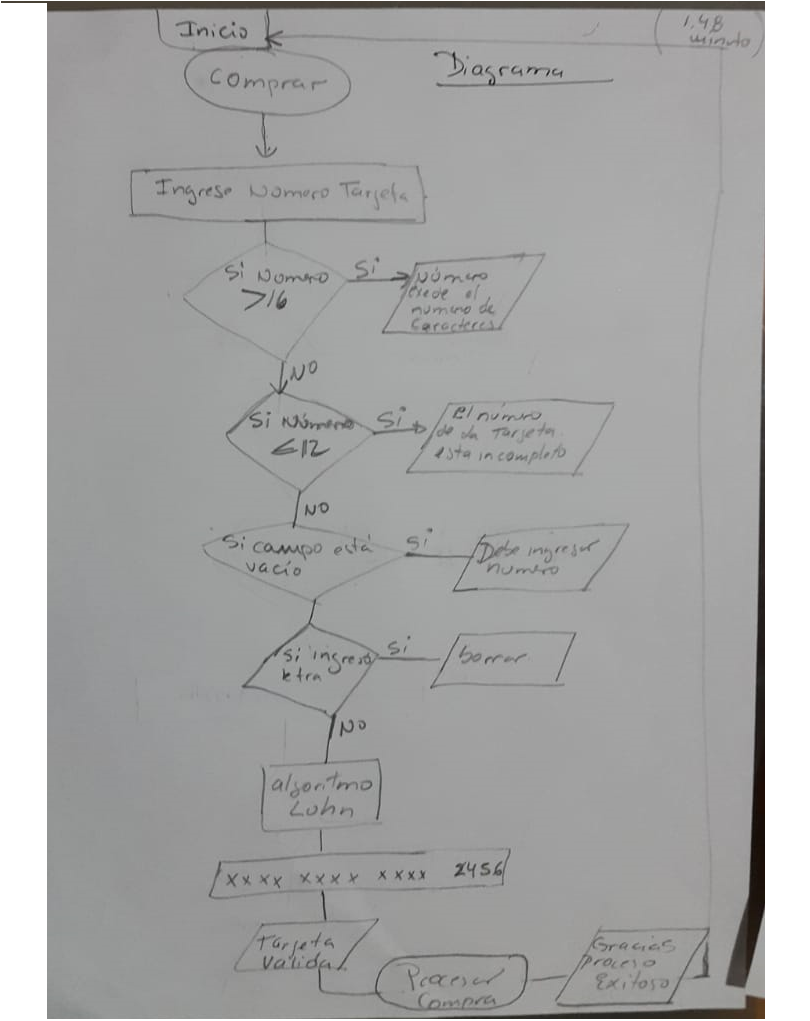 Inicio
1.48
minuto
Diagrama
Comprar
Ingrese Numero Tarjeta
Si Numero
>16
Si
Número
exede el
numero de
Caracteres
NO
Si Número
≤12
Si
El número
de da Tarjeta
esta incompleto
NO
Si campo está
vacío
Si
Debe ingresar
numero
Si ingresó
letra
Si
borrar
NO
algoritmo
Luhn
xxxx xxxx xxxx 2456
Tarjeta
Valida
Procesar
Compra
Gracias
proceso
Exitoso